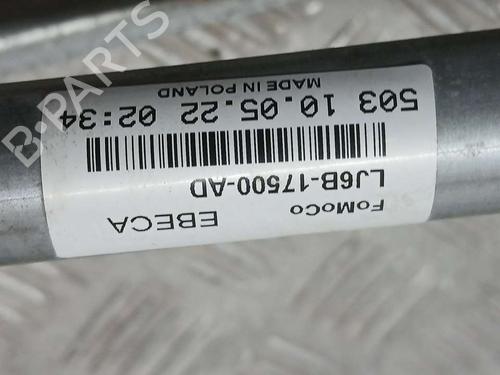 FoMoCo
EBECA
LJ6B-17500-AD
503 10.05.22 02:34
MADE IN POLAND
B-PARTS